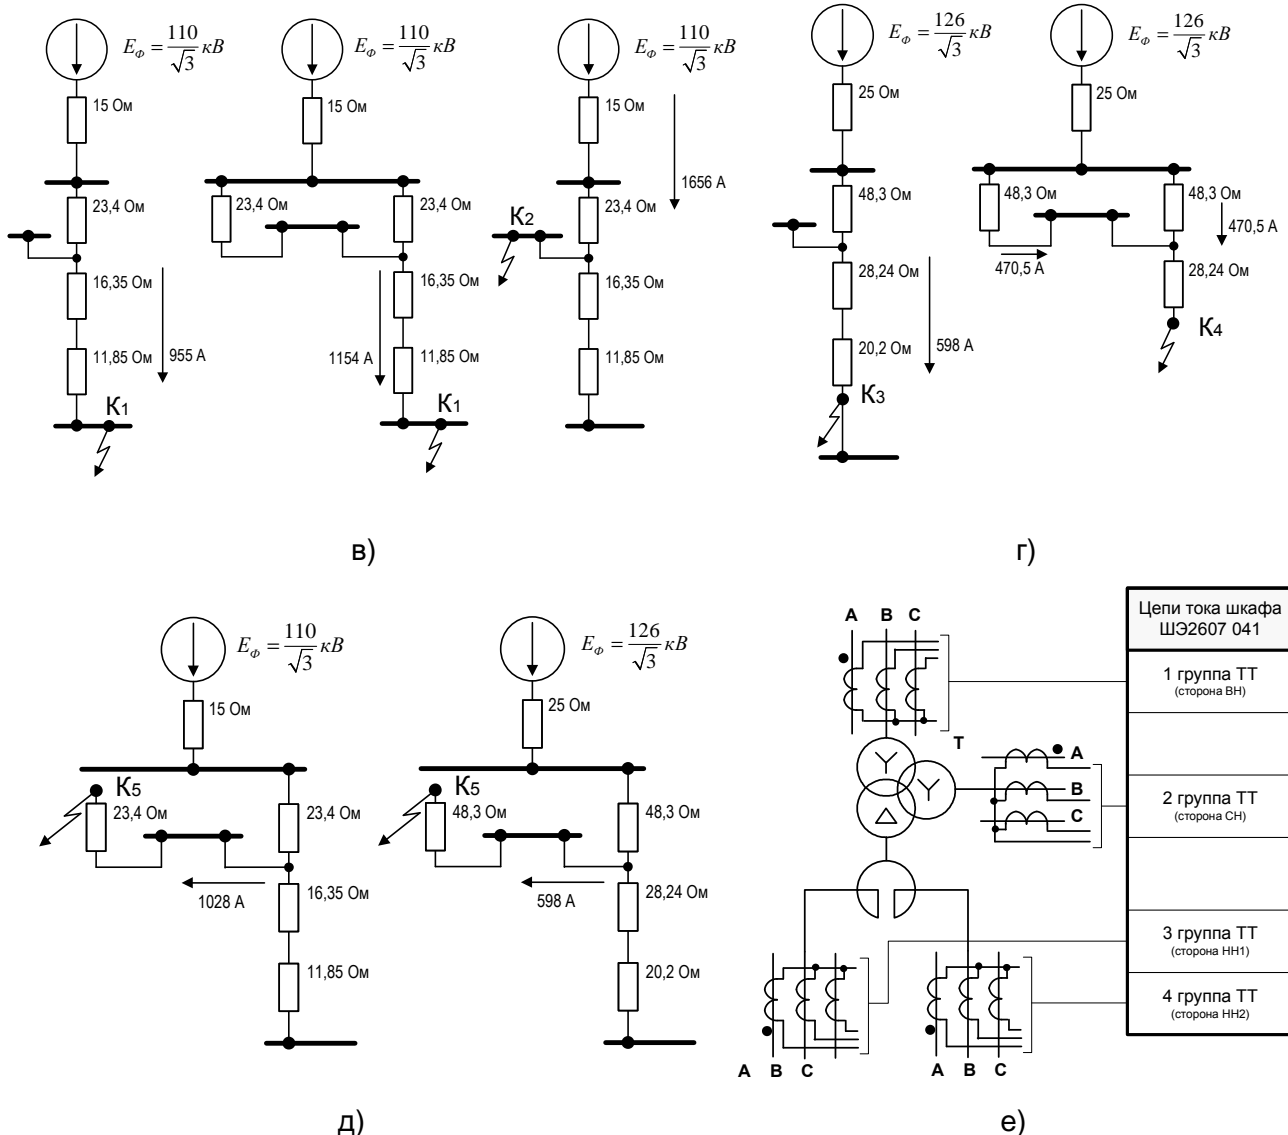 E_Ф = 110/√3 кВ
15 Ом
23,4 Ом
16,35 Ом
11,85 Ом
955 А
К1
E_Ф = 110/√3 кВ
15 Ом
23,4 Ом
23,4 Ом
16,35 Ом
11,85 Ом
1154 А
К1
E_Ф = 110/√3 кВ
15 Ом
1656 А
К2
23,4 Ом
16,35 Ом
11,85 Ом
в)
E_Ф = 126/√3 кВ
25 Ом
48,3 Ом
28,24 Ом
20,2 Ом
598 А
К3
E_Ф = 126/√3 кВ
25 Ом
48,3 Ом
48,3 Ом
470,5 А
470,5 А
28,24 Ом
К4
г)
E_Ф = 110/√3 кВ
15 Ом
К5
23,4 Ом
23,4 Ом
1028 А
16,35 Ом
11,85 Ом
E_Ф = 126/√3 кВ
25 Ом
К5
48,3 Ом
48,3 Ом
598 А
28,24 Ом
20,2 Ом
д)
A B C
T
A
B
C
A B C
A B C
Цепи тока шкафа
ШЭ2607 041
1 группа ТТ
(сторона ВН)
2 группа ТТ
(сторона СН)
3 группа ТТ
(сторона НН1)
4 группа ТТ
(сторона НН2)
е)